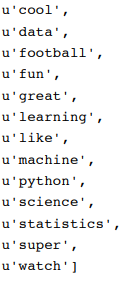 u'cool',
u'data',
u'football',
u'fun',
u'great',
u'learning',
u'like',
u'machine',
u'python',
u'science',
u'statistics',
u'super',
u'watch']